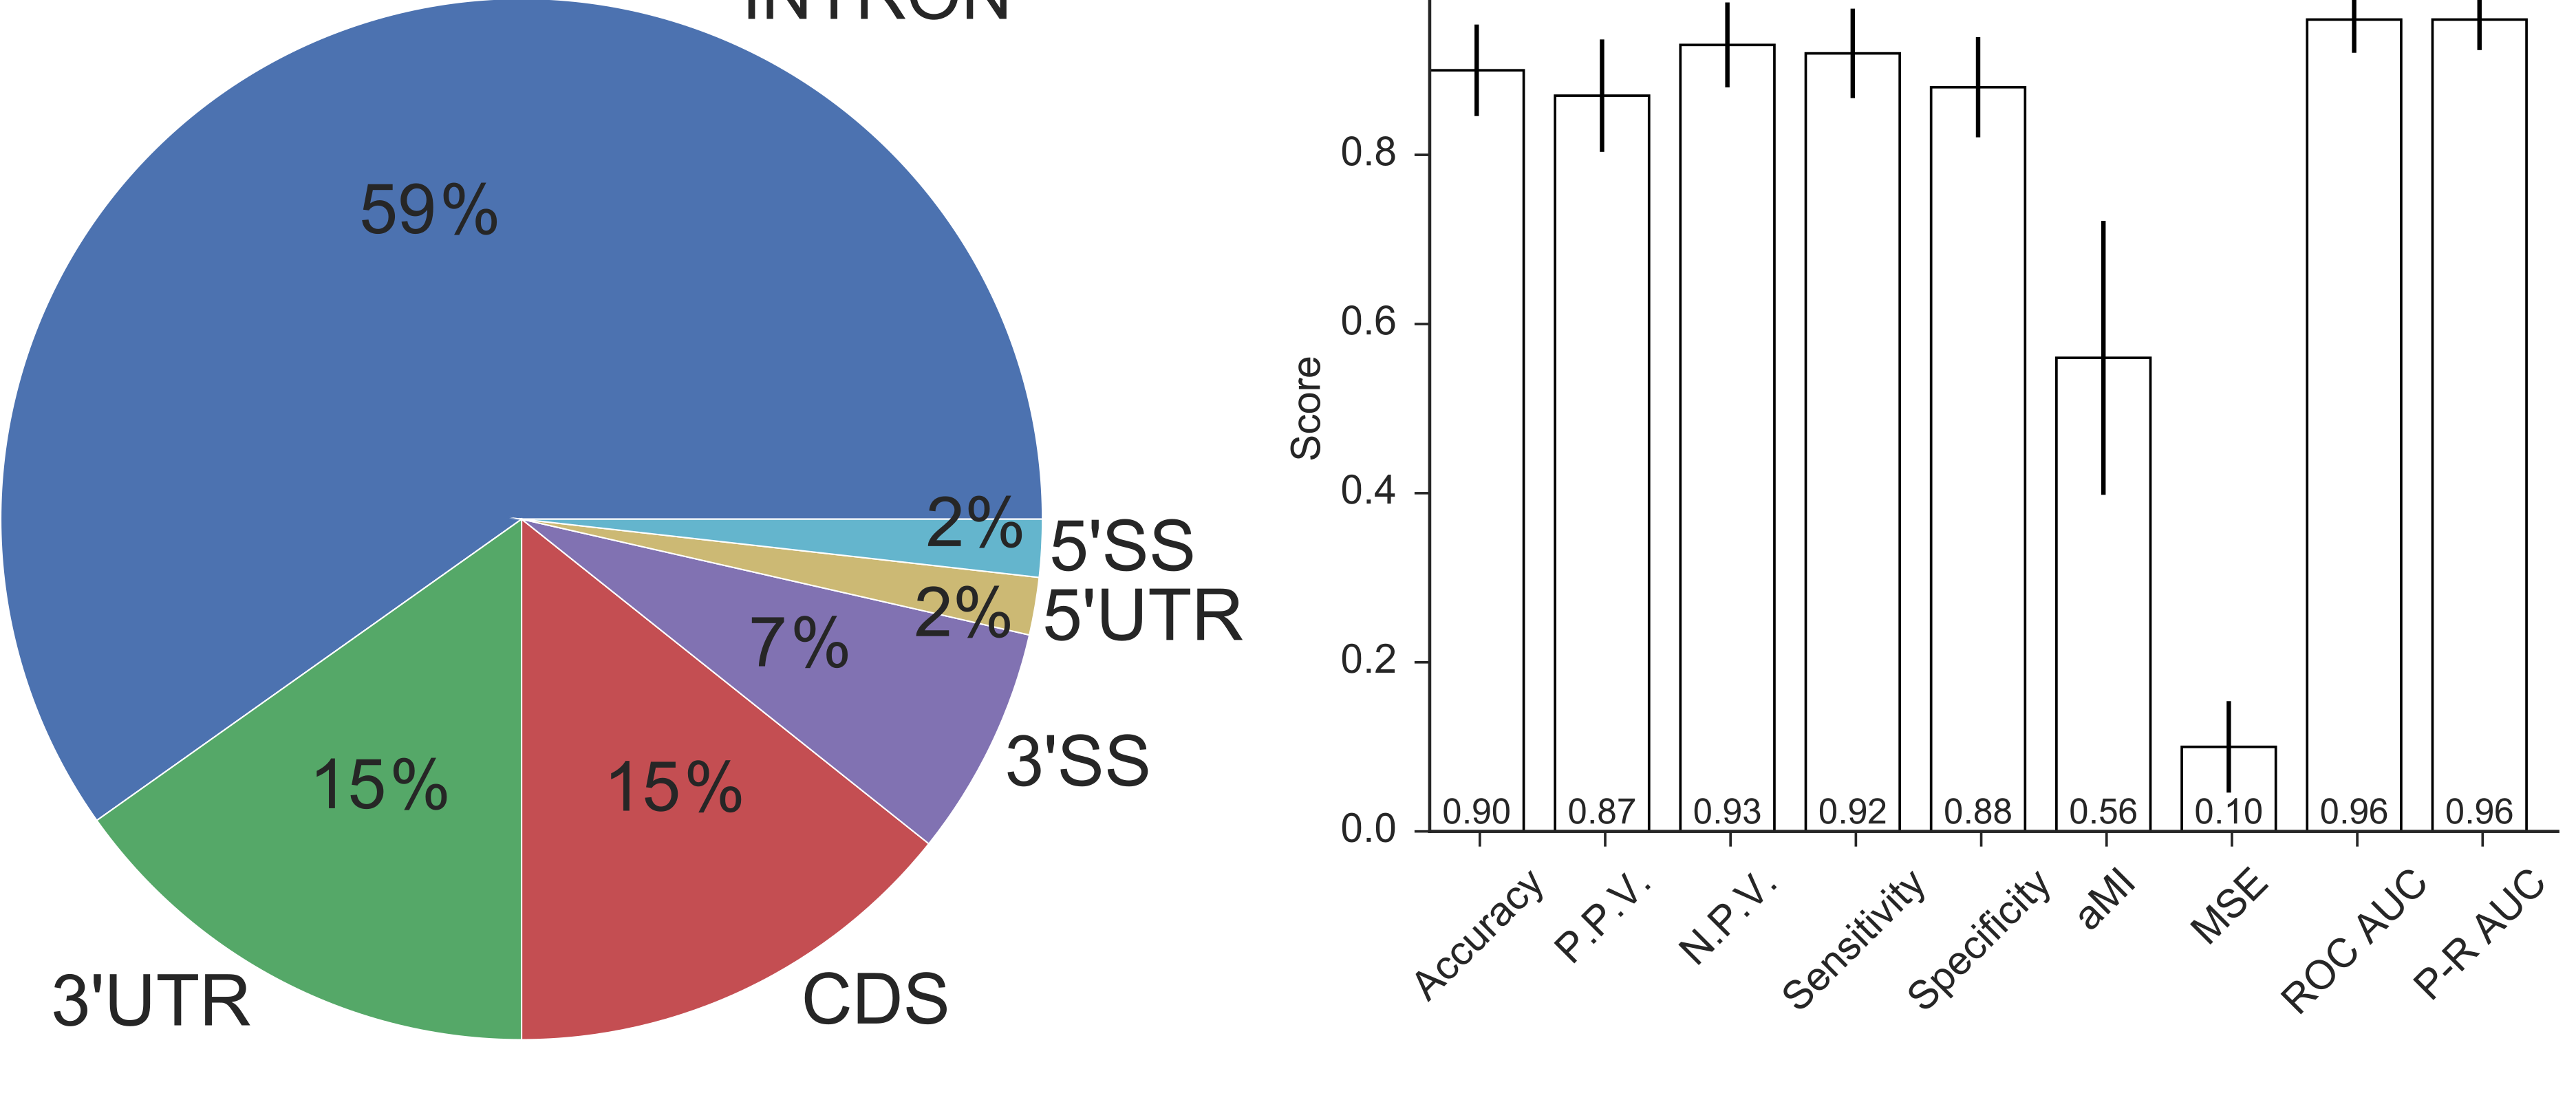 INTRON
59%
2%
5'SS
2%
5'UTR
7%
3'SS
15%
15%
3'UTR
CDS
Score
0.8
0.6
0.4
0.2
0.0
0.90
0.87
0.93
0.92
0.88
0.56
0.10
0.96
0.96
Accuracy
P.P.V.
N.P.V.
Sensitivity
Specificity
aMI
MSE
ROC AUC
P-R AUC